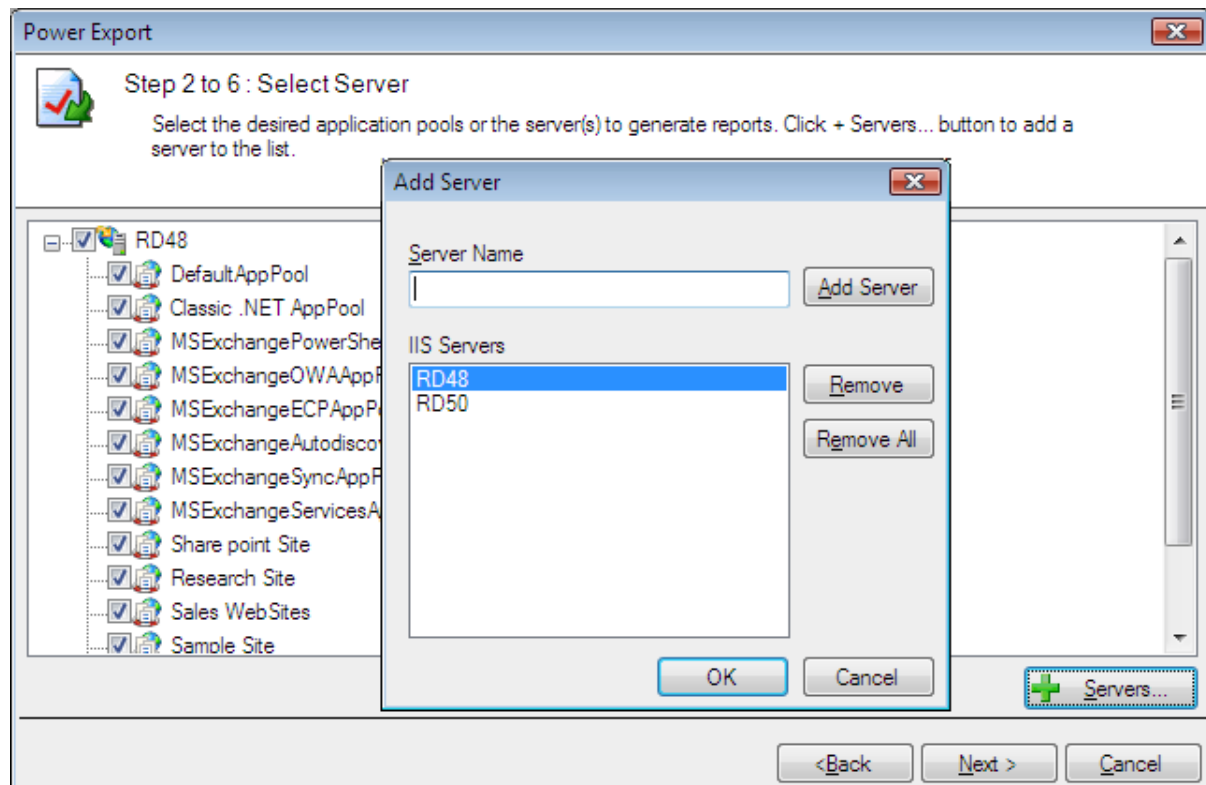 Power Export
Step 2 to 6 : Select Server
Select the desired application pools or the server(s) to generate reports. Click + Servers... button to add a
server to the list.
RD48
DefaultAppPool
Classic .NET AppPool
MSExchangePowerShe
MSExchangeOWAAppF
MSExchangeECPAppP
MSExchangeAutodisco
MSExchangeSyncAppF
MSExchangeServicesA
Share point Site
Research Site
Sales WebSites
Sample Site
Add Server
Server Name
Add Server
IIS Servers
RD48
RD50
Remove
Remove All
OK
Cancel
Servers...
<Back
Next >
Cancel